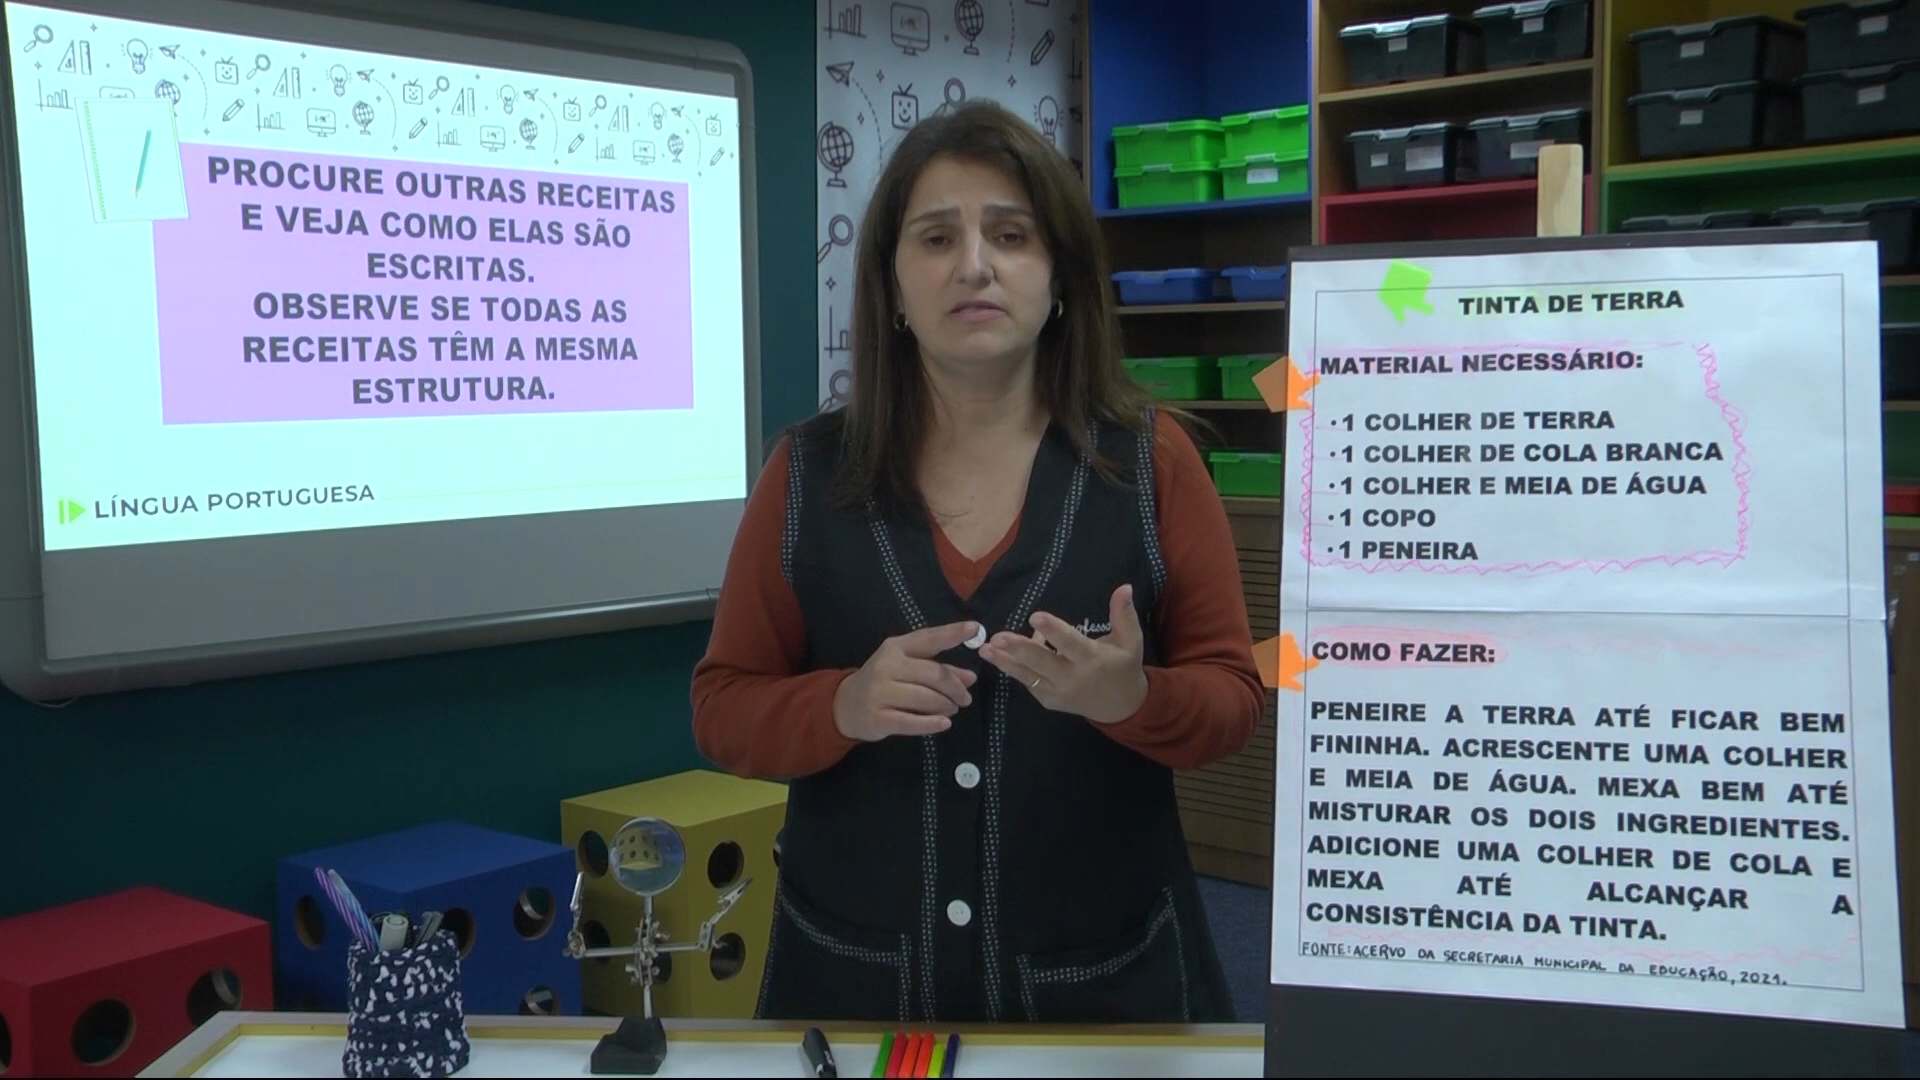 PROCURE OUTRAS RECEITAS
E VEJA COMO ELAS SÃO
ESCRITAS.
OBSERVE SE TODAS AS
RECEITAS TÊM A MESMA
ESTRUTURA.
LÍNGUA PORTUGUESA
TINTA DE TERRA
MATERIAL NECESSÁRIO:
·1 COLHER DE TERRA
·1 COLHER DE COLA BRANCA
·1 COLHER E MEIA DE ÁGUA
·1 COPO
·1 PENEIRA
COMO FAZER:
PENEIRE A TERRA ATÉ FICAR BEM
FININHA. ACRESCENTE UMA COLHER
E MEIA DE ÁGUA. MEXA BEM ATÉ
MISTURAR OS DOIS INGREDIENTES.
ADICIONE UMA COLHER DE COLA E
MEXA ATÉ ALCANÇAR A
CONSISTÊNCIA DA TINTA.
FONTE: ACERVO DA SECRETARIA MUNICIPAL DA EDUCAÇÃO, 2021.